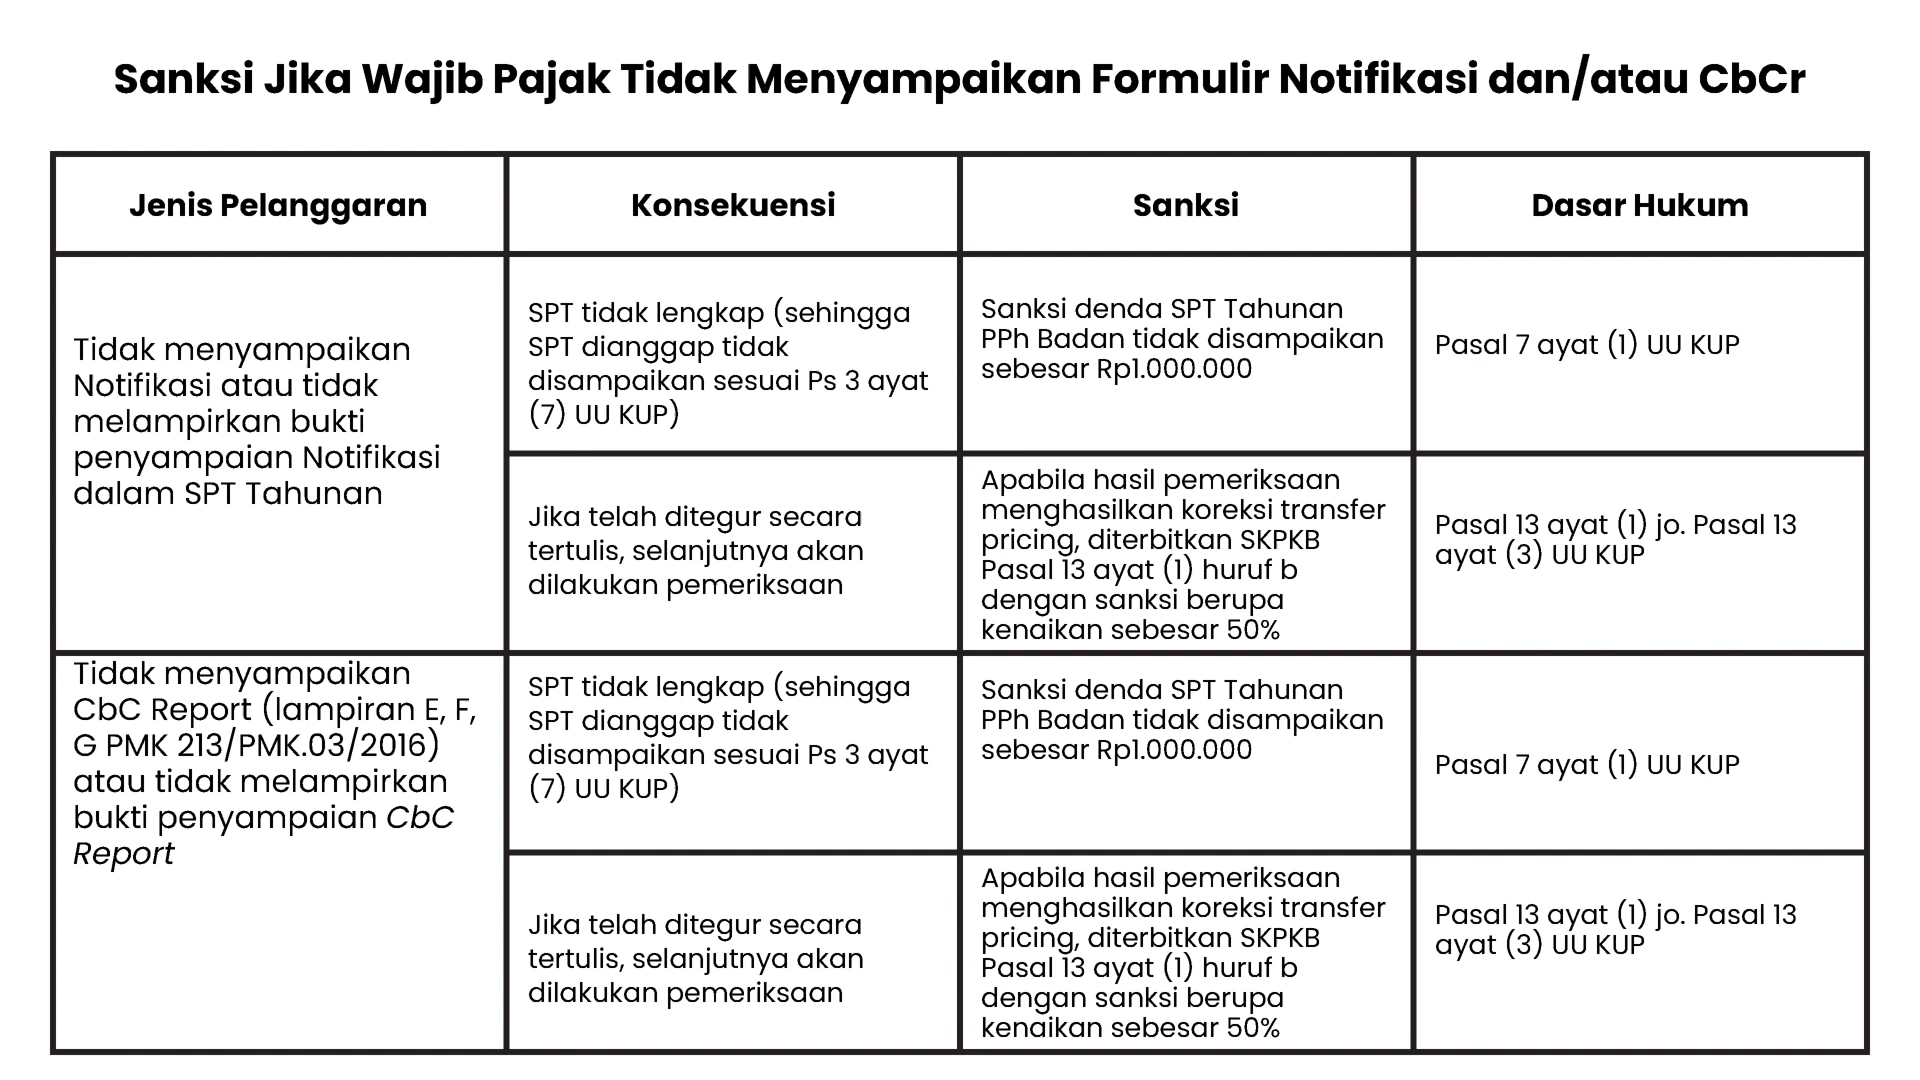 Sanksi Jika Wajib Pajak Tidak Menyampaikan Formulir Notifikasi dan/atau CbCr
Jenis Pelanggaran
Konsekuensi
Sanksi
Dasar Hukum
Tidak menyampaikan
Notifikasi atau tidak
melampirkan bukti
penyampaian Notifikasi
dalam SPT Tahunan
SPT tidak lengkap (sehingga
SPT dianggap tidak
disampaikan sesuai Ps 3 ayat
(7) UU KUP)
Sanksi denda SPT Tahunan
PPh Badan tidak disampaikan
sebesar Rp1.000.000
Pasal 7 ayat (1) UU KUP
Jika telah ditegur secara
tertulis, selanjutnya akan
dilakukan pemeriksaan
Apabila hasil pemeriksaan
menghasilkan koreksi transfer
pricing, diterbitkan SKPKB
Pasal 13 ayat (1) huruf b
dengan sanksi berupa
kenaikan sebesar 50%
Pasal 13 ayat (1) jo. Pasal 13
ayat (3) UU KUP
Tidak menyampaikan
CbC Report (lampiran E, F,
G PMK 213/PMK.03/2016)
atau tidak melampirkan
bukti penyampaian CbC
Report
SPT tidak lengkap (sehingga
SPT dianggap tidak
disampaikan sesuai Ps 3 ayat
(7) UU KUP)
Sanksi denda SPT Tahunan
PPh Badan tidak disampaikan
sebesar Rp1.000.000
Pasal 7 ayat (1) UU KUP
Jika telah ditegur secara
tertulis, selanjutnya akan
dilakukan pemeriksaan
Apabila hasil pemeriksaan
menghasilkan koreksi transfer
pricing, diterbitkan SKPKB
Pasal 13 ayat (1) huruf b
dengan sanksi berupa
kenaikan sebesar 50%
Pasal 13 ayat (1) jo. Pasal 13
ayat (3) UU KUP